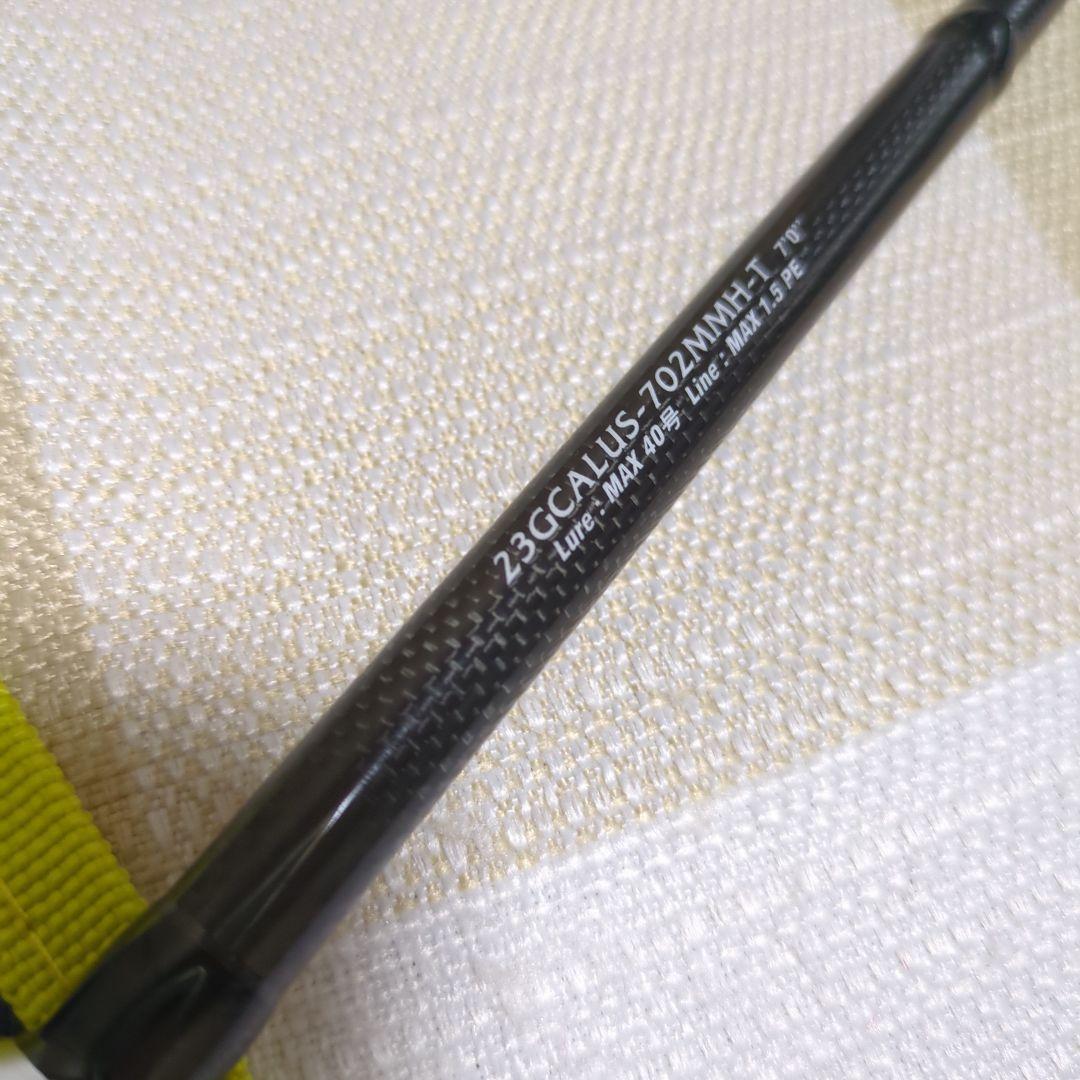 23GCALUS-702MMH-T 7'0"
Lure : MAX 40号 Line : MAX 1.5 PE